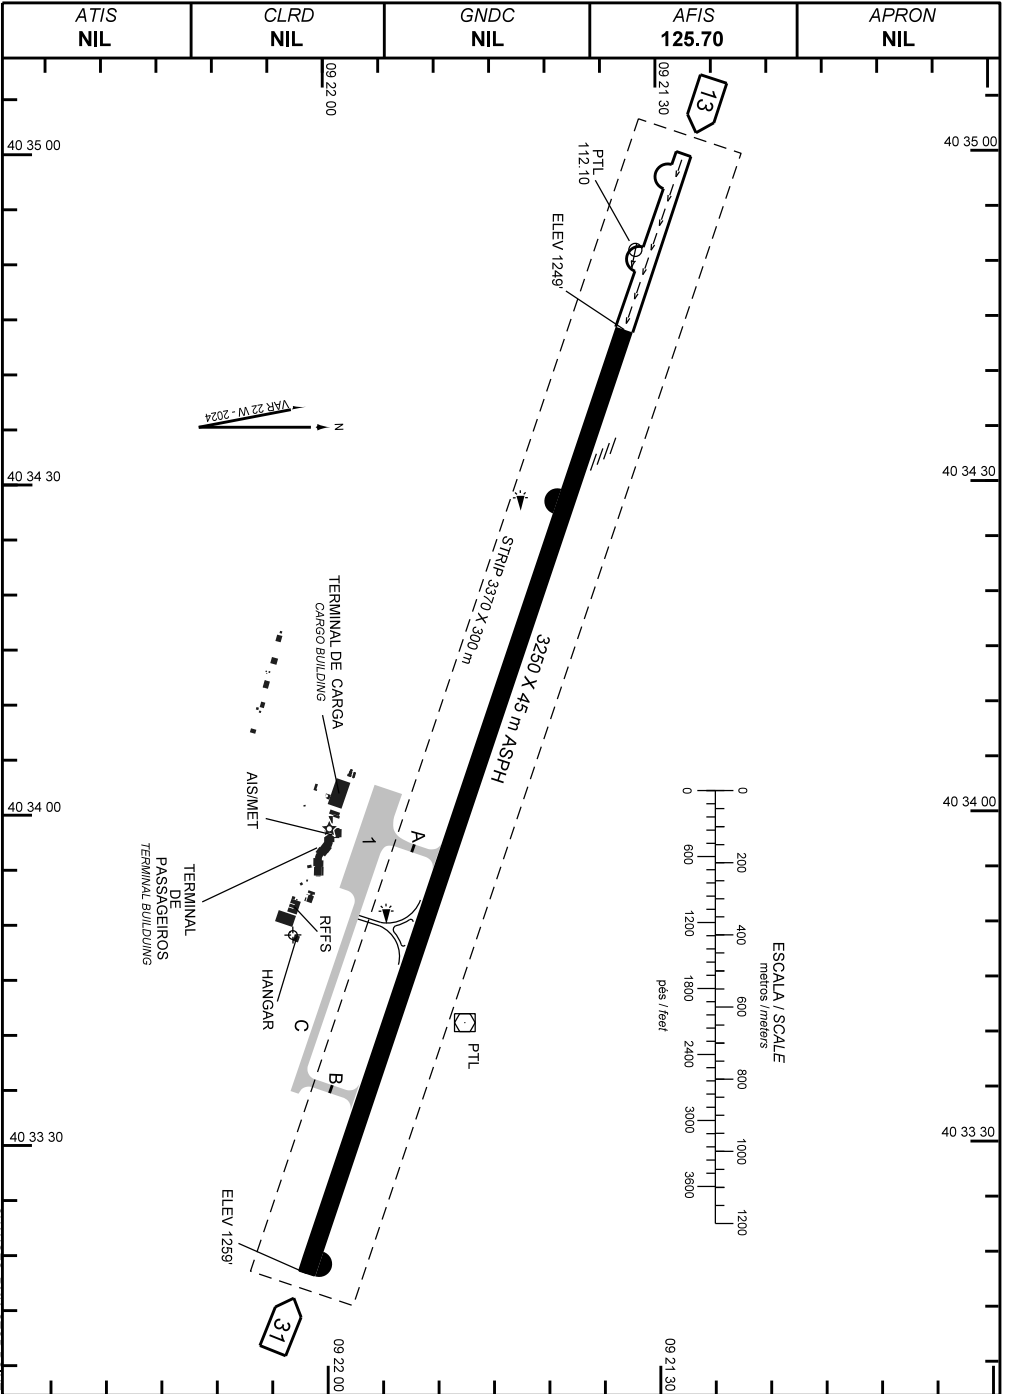 ATIS
NIL
CLRD
NIL
GNDC
NIL
AFIS
125.70
APRON
NIL
09 22 00
09 21 30
13
40 35 00
40 35 00
PTL
112.10
ELEV 1249'
VAR 22 W - 2024
N
40 34 30
40 34 30
STRIP 3370 X 300 m
3250 X 45 m ASPH
TERMINAL DE CARGA
CARGO BUILDING
AIS/MET
40 34 00
40 34 00
1
A
TERMINAL
DE
PASSAGEIROS
TERMINAL BUILDUING
RFFS
HANGAR
C
B
PTL
ESCALA / SCALE
metros / meters
0 200 400 600 800 1000 1200
0 600 1200 1800 2400 3000 3600
pés / feet
40 33 30
40 33 30
ELEV 1259'
31
09 22 00
09 21 30